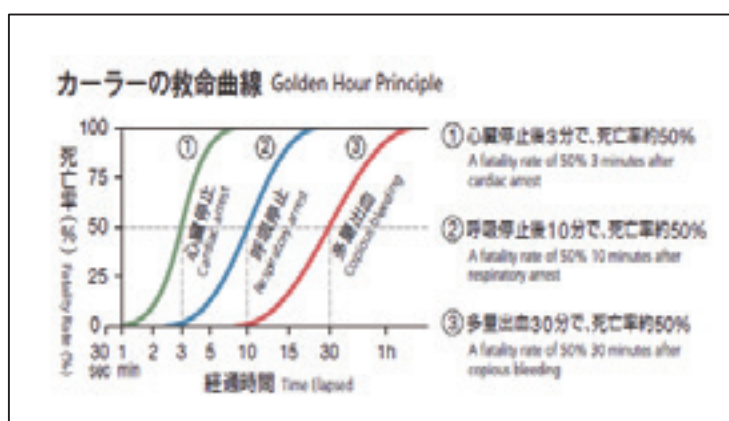 カーラーの救命曲線 Golden Hour Principle
死亡率(%) Fatality Rate (%)
100
75
50
25
0
① ② ③
心臓停止
Cardiac arrest
呼吸停止
Respiratory arrest
多量出血
Copious bleeding
30 1 2 3 5 10 15 30 1h
sec min
経過時間 Time Elapsed
①心臓停止後3分で、死亡率約50%
A fatality rate of 50% 3 minutes after
cardiac arrest
②呼吸停止後10分で、死亡率約50%
A fatality rate of 50% 10 minutes after
respiratory arrest
③多量出血30分で、死亡率約50%
A fatality rate of 50% 30 minutes after
copious bleeding